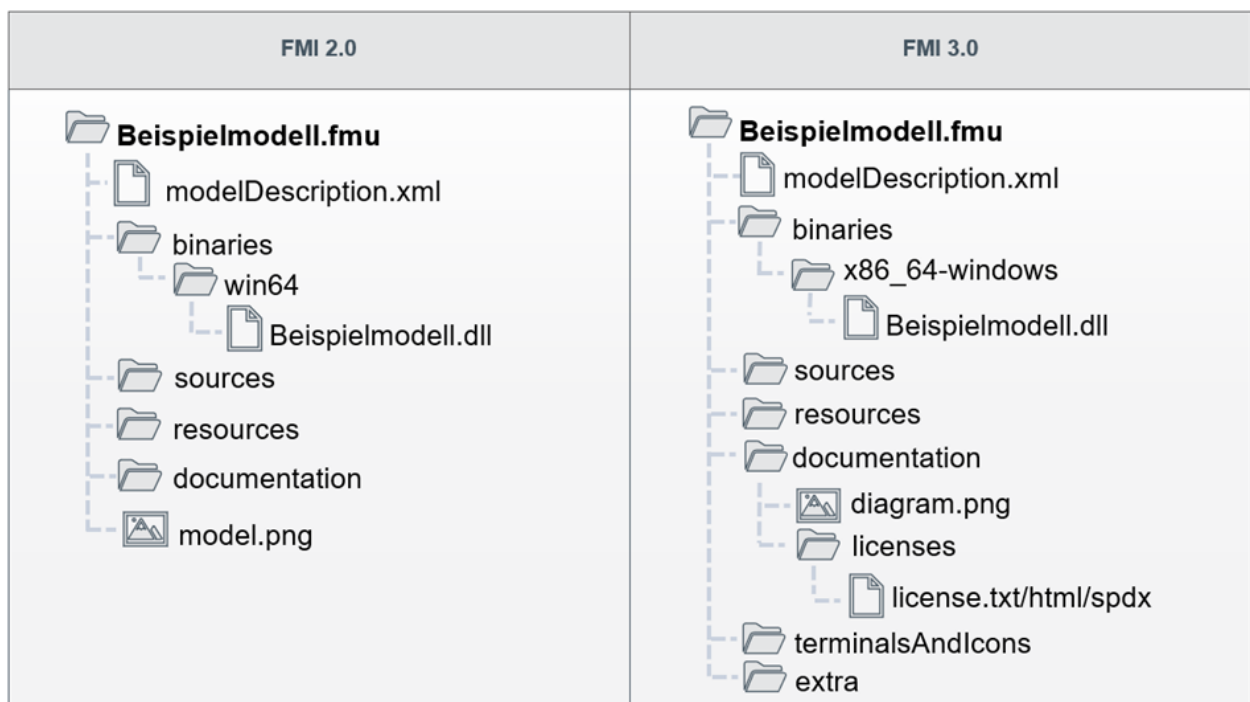 FMI 2.0
Beispielmodell.fmu
modelDescription.xml
binaries
win64
Beispielmodell.dll
sources
resources
documentation
model.png
FMI 3.0
Beispielmodell.fmu
modelDescription.xml
binaries
x86_64-windows
Beispielmodell.dll
sources
resources
documentation
diagram.png
licenses
license.txt/html/spdx
terminalsAndIcons
extra